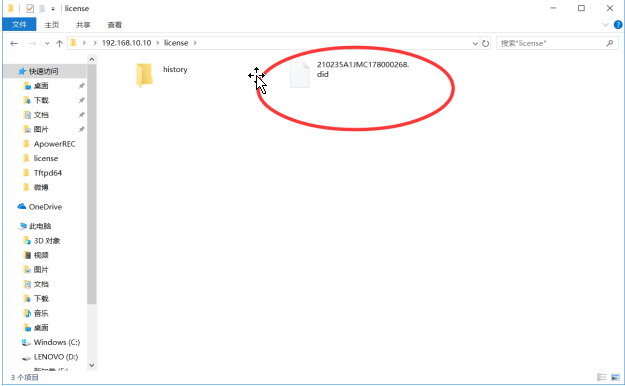 license
文件 主页 共享 查看
192.168.10.10 license 搜索"license"
快速访问
桌面
下载
文档
图片
ApowerREC
license
Tftpd64
微博
OneDrive
此电脑
3D 对象
视频
图片
文档
下载
音乐
桌面
Windows (C:)
LENOVO (D:)
history
210235A1JMC178000268.
did
3 个项目